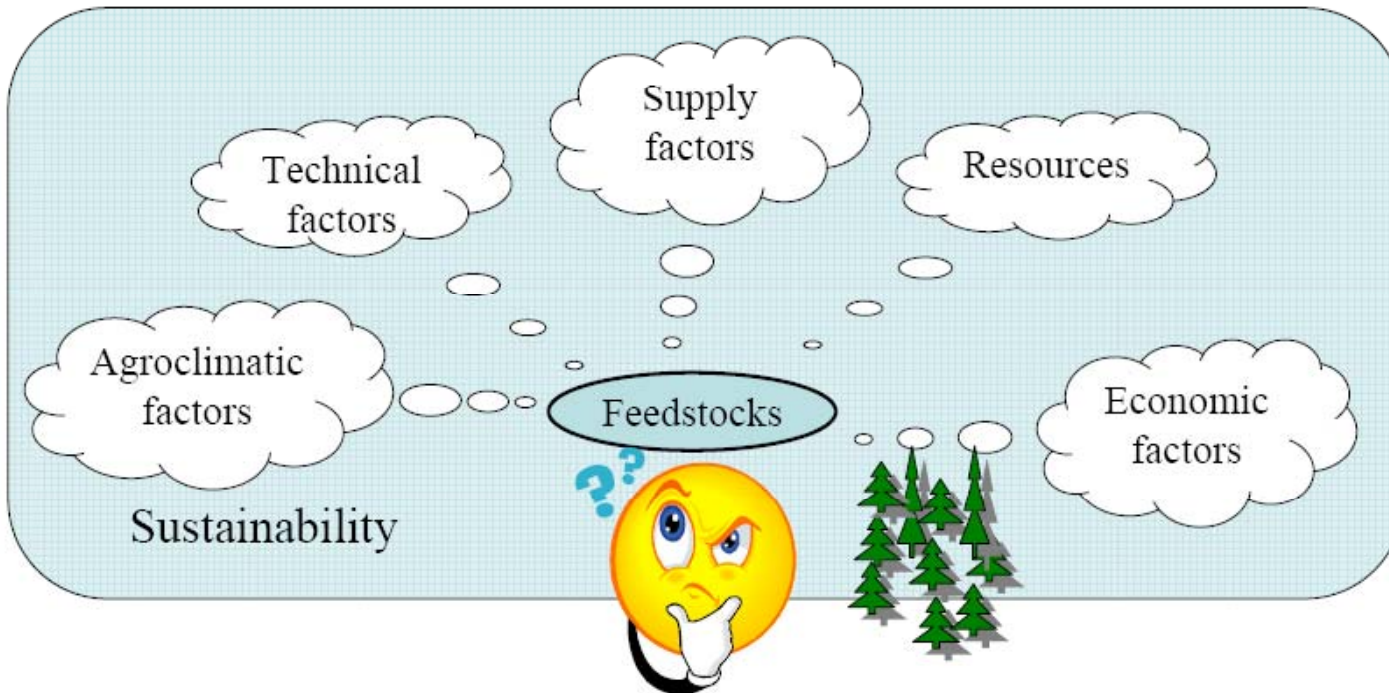 Supply
factors
Technical
factors
Resources
Agroclimatic
factors
Feedstocks
Economic
factors
Sustainability
??